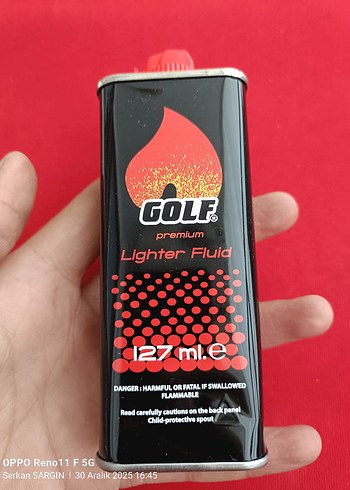 GOLF®
premium
Lighter Fluid
127 ml.e
DANGER : HARMFUL OR FATAL IF SWALLOWED
FLAMMABLE
Read carefully cautions on the back panel
Child-protective spout
OPPO Reno11 F 5G
Serkan SARGIN | 30 Aralık 2025 16:45